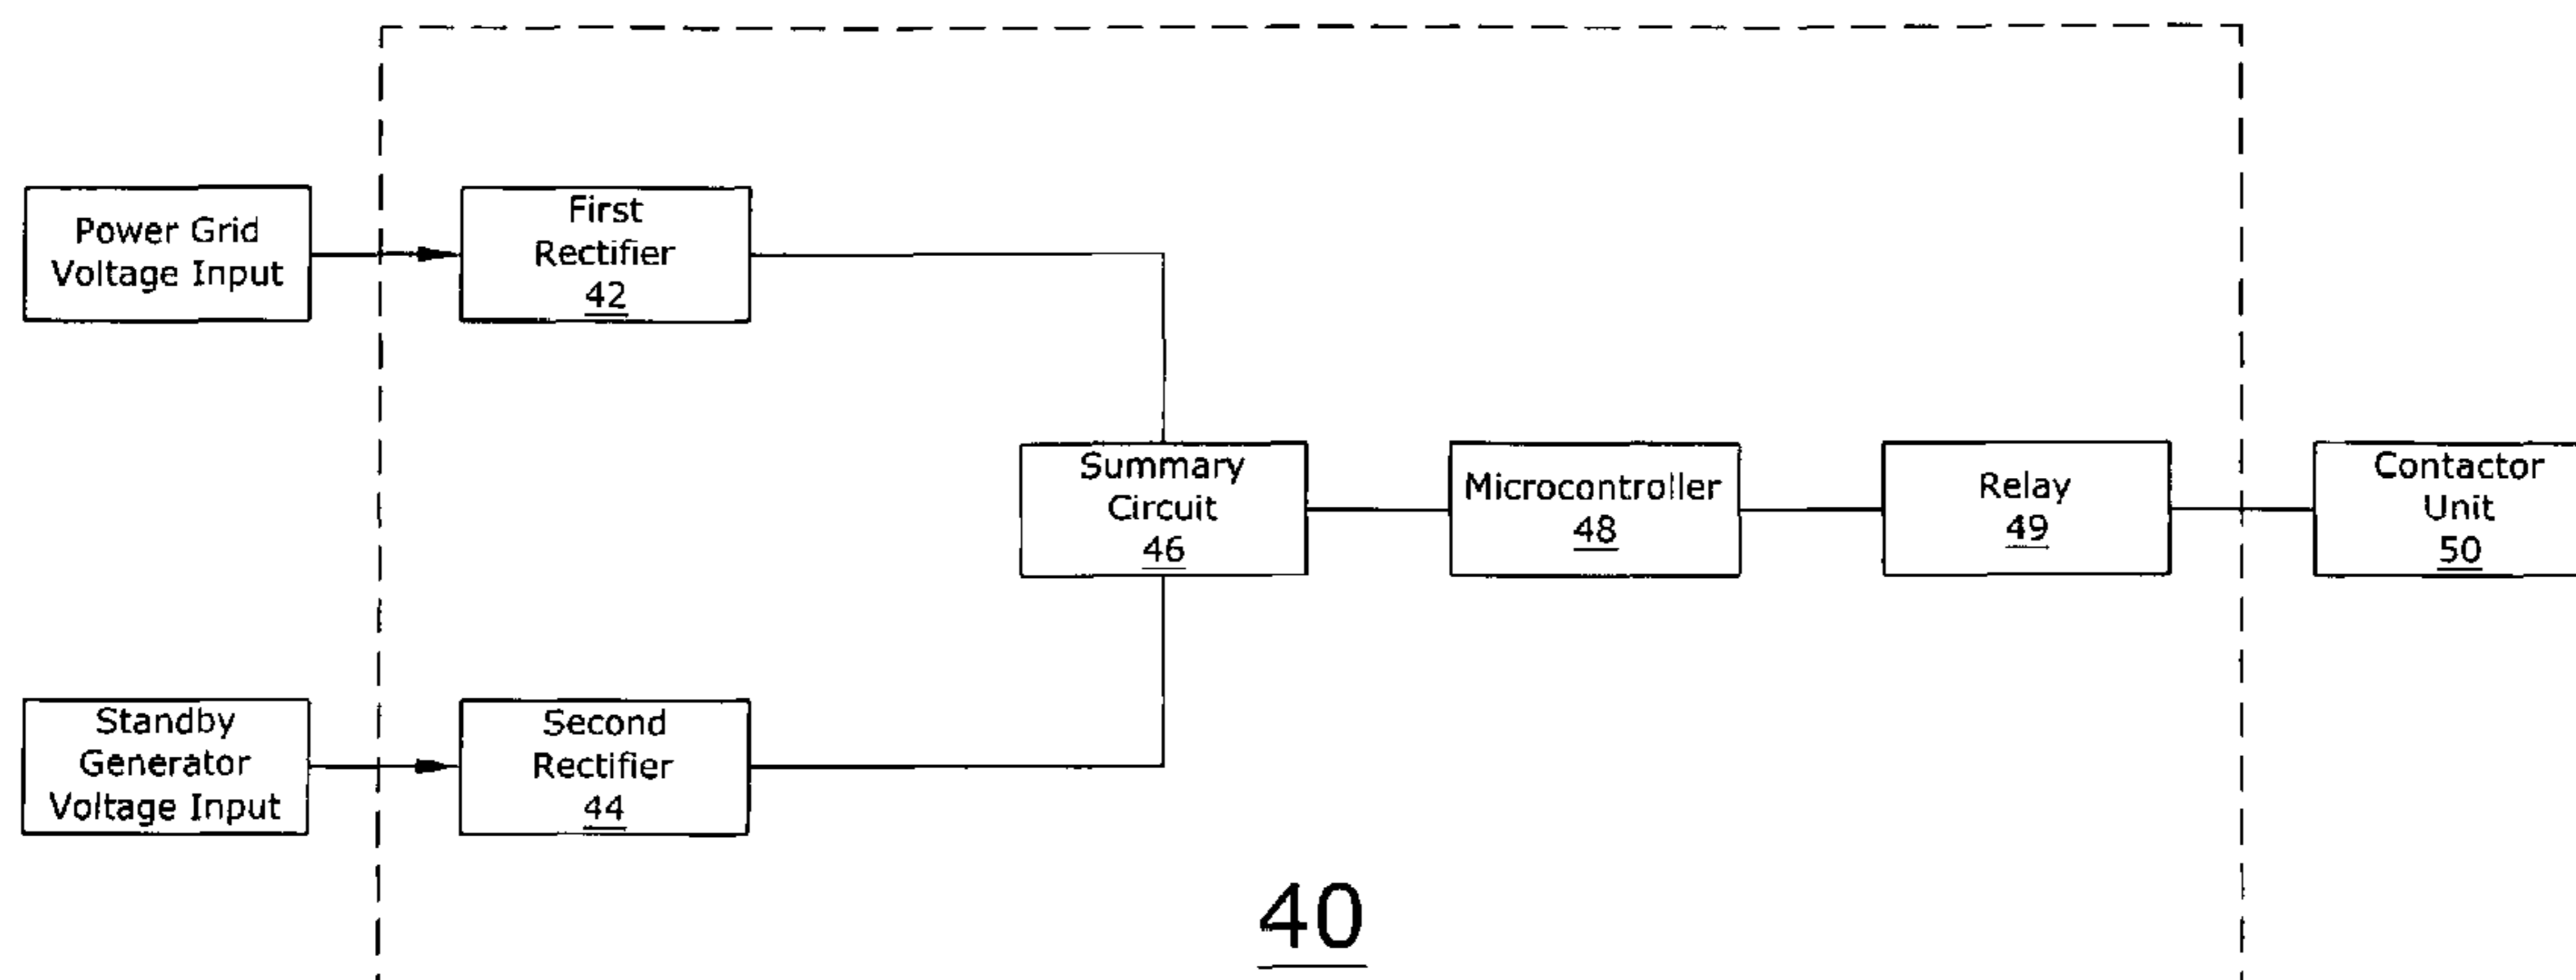 Power Grid
Voltage Input
First
Rectifier
42
Summary
Circuit
46
Microcontroller
48
Relay
49
Contactor
Unit
50
Standby
Generator
Voltage Input
Second
Rectifier
44
40